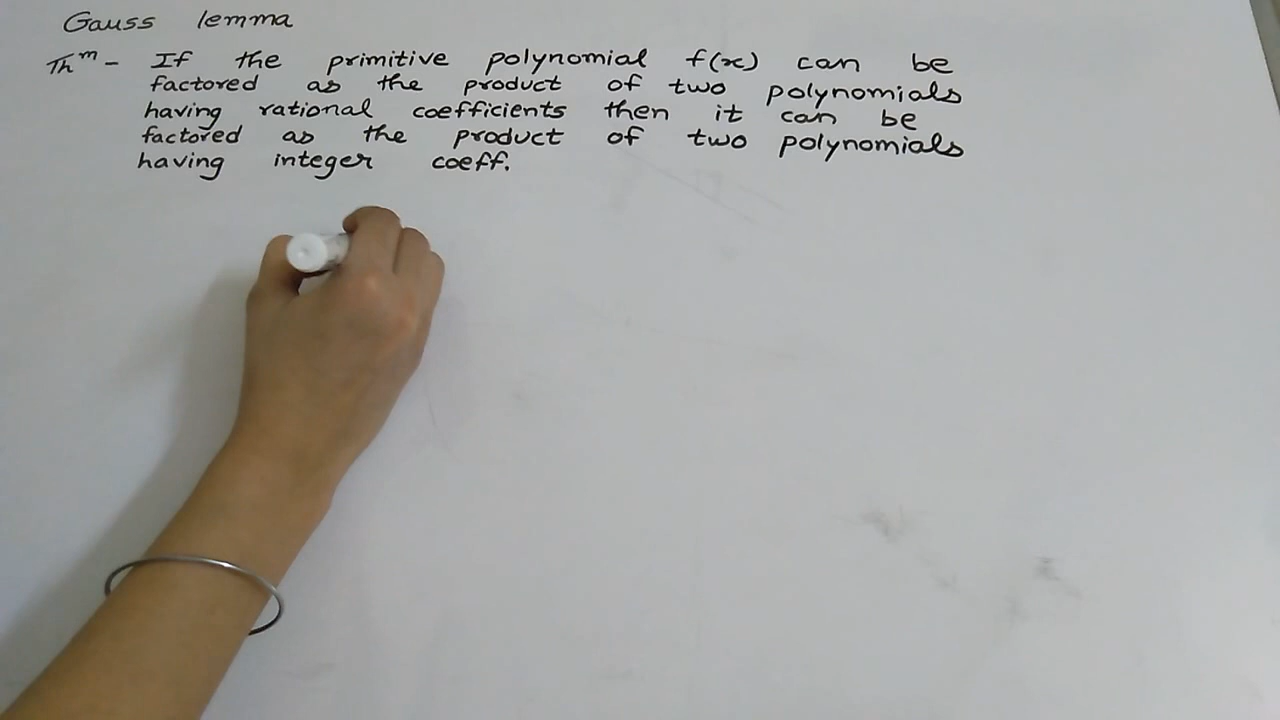 Gauss lemma
Thm - If the primitive polynomial f(x) can be
factored as the product of two polynomials
having rational coefficients then it can be
factored as the product of two polynomials
having integer coeff.